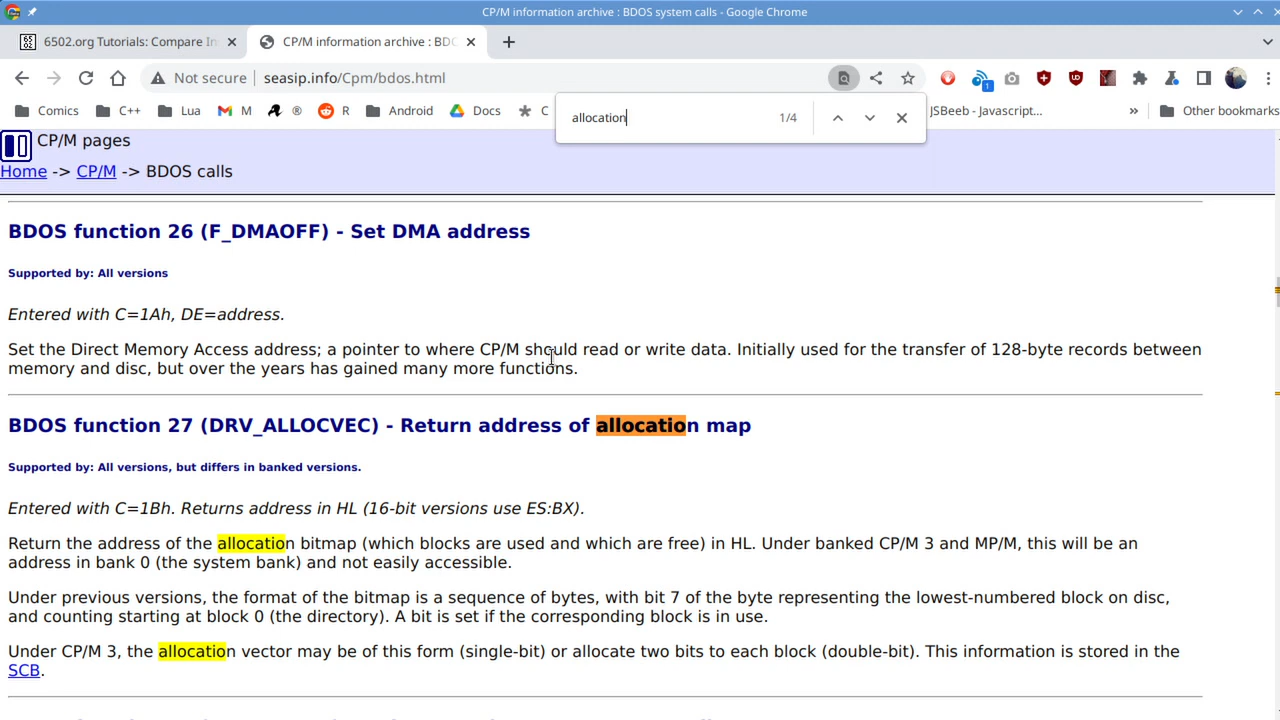 CP/M information archive : BDOS system calls - Google Chrome
6502.org Tutorials: Compare In
CP/M information archive : BDO
Not secure
seasip.info/Cpm/bdos.html
Comics
C++
Lua
M
®
R
Android
Docs
C
JSBeeb - Javascript...
»
Other bookmarks
allocation
1/4
CP/M pages
Home -> CP/M -> BDOS calls
BDOS function 26 (F_DMAOFF) - Set DMA address
Supported by: All versions
Entered with C=1Ah, DE=address.
Set the Direct Memory Access address; a pointer to where CP/M should read or write data. Initially used for the transfer of 128-byte records between
memory and disc, but over the years has gained many more functions.
BDOS function 27 (DRV_ALLOCVEC) - Return address of allocation map
Supported by: All versions, but differs in banked versions.
Entered with C=1Bh. Returns address in HL (16-bit versions use ES:BX).
Return the address of the allocation bitmap (which blocks are used and which are free) in HL. Under banked CP/M 3 and MP/M, this will be an
address in bank 0 (the system bank) and not easily accessible.
Under previous versions, the format of the bitmap is a sequence of bytes, with bit 7 of the byte representing the lowest-numbered block on disc,
and counting starting at block 0 (the directory). A bit is set if the corresponding block is in use.
Under CP/M 3, the allocation vector may be of this form (single-bit) or allocate two bits to each block (double-bit). This information is stored in the
SCB.